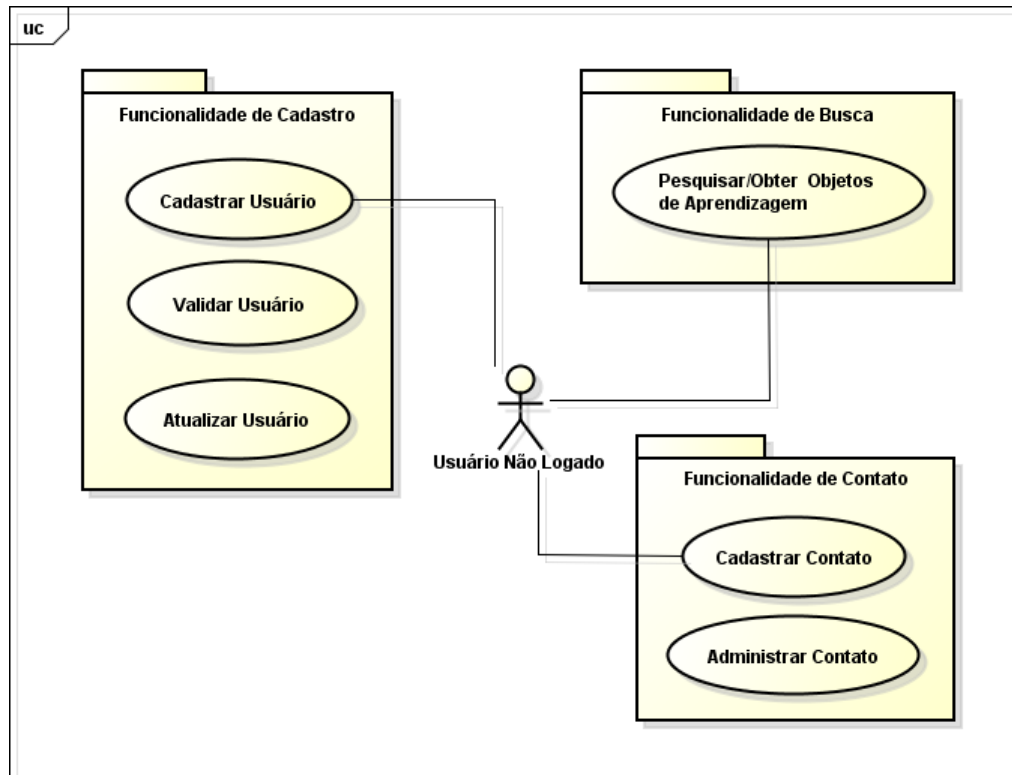 uc
Funcionalidade de Cadastro
Cadastrar Usuário
Validar Usuário
Atualizar Usuário
Funcionalidade de Busca
Pesquisar/Obter Objetos
de Aprendizagem
Usuário Não Logado
Funcionalidade de Contato
Cadastrar Contato
Administrar Contato